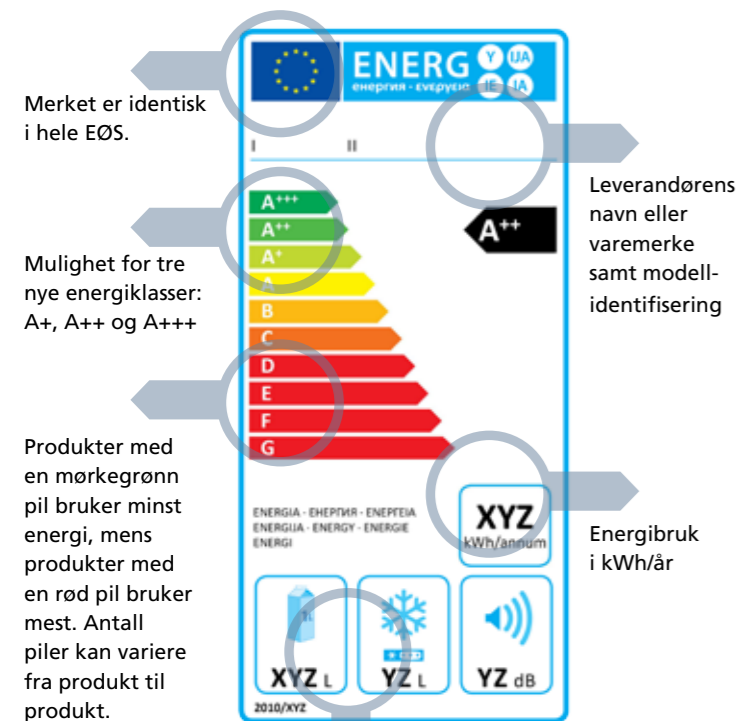 Merket er identisk
i hele EØS.
Mulighet for tre
nye energiklasser:
A+, A++ og A+++
Produkter med
en mørkegrønn
pil bruker minst
energi, mens
produkter med
en rød pil bruker
mest. Antall
piler kan variere
fra produkt til
produkt.
ENERG Y IJA
енергия · ενεργεια IE IA
I II
A+++
A++
A+
A
B
C
D
E
F
G
A++
ENERGIA · ЕНЕРГИЯ · ΕΝΕΡΓΕΙΑ
ENERGIJA · ENERGY · ENERGIE
ENERGI
XYZ
kWh/annum
1L
XYZ L
YZ L
YZ dB
2010/XYZ
Leverandørens
navn eller
varemerke
samt modell-
identifisering
Energibruk
i kWh/år